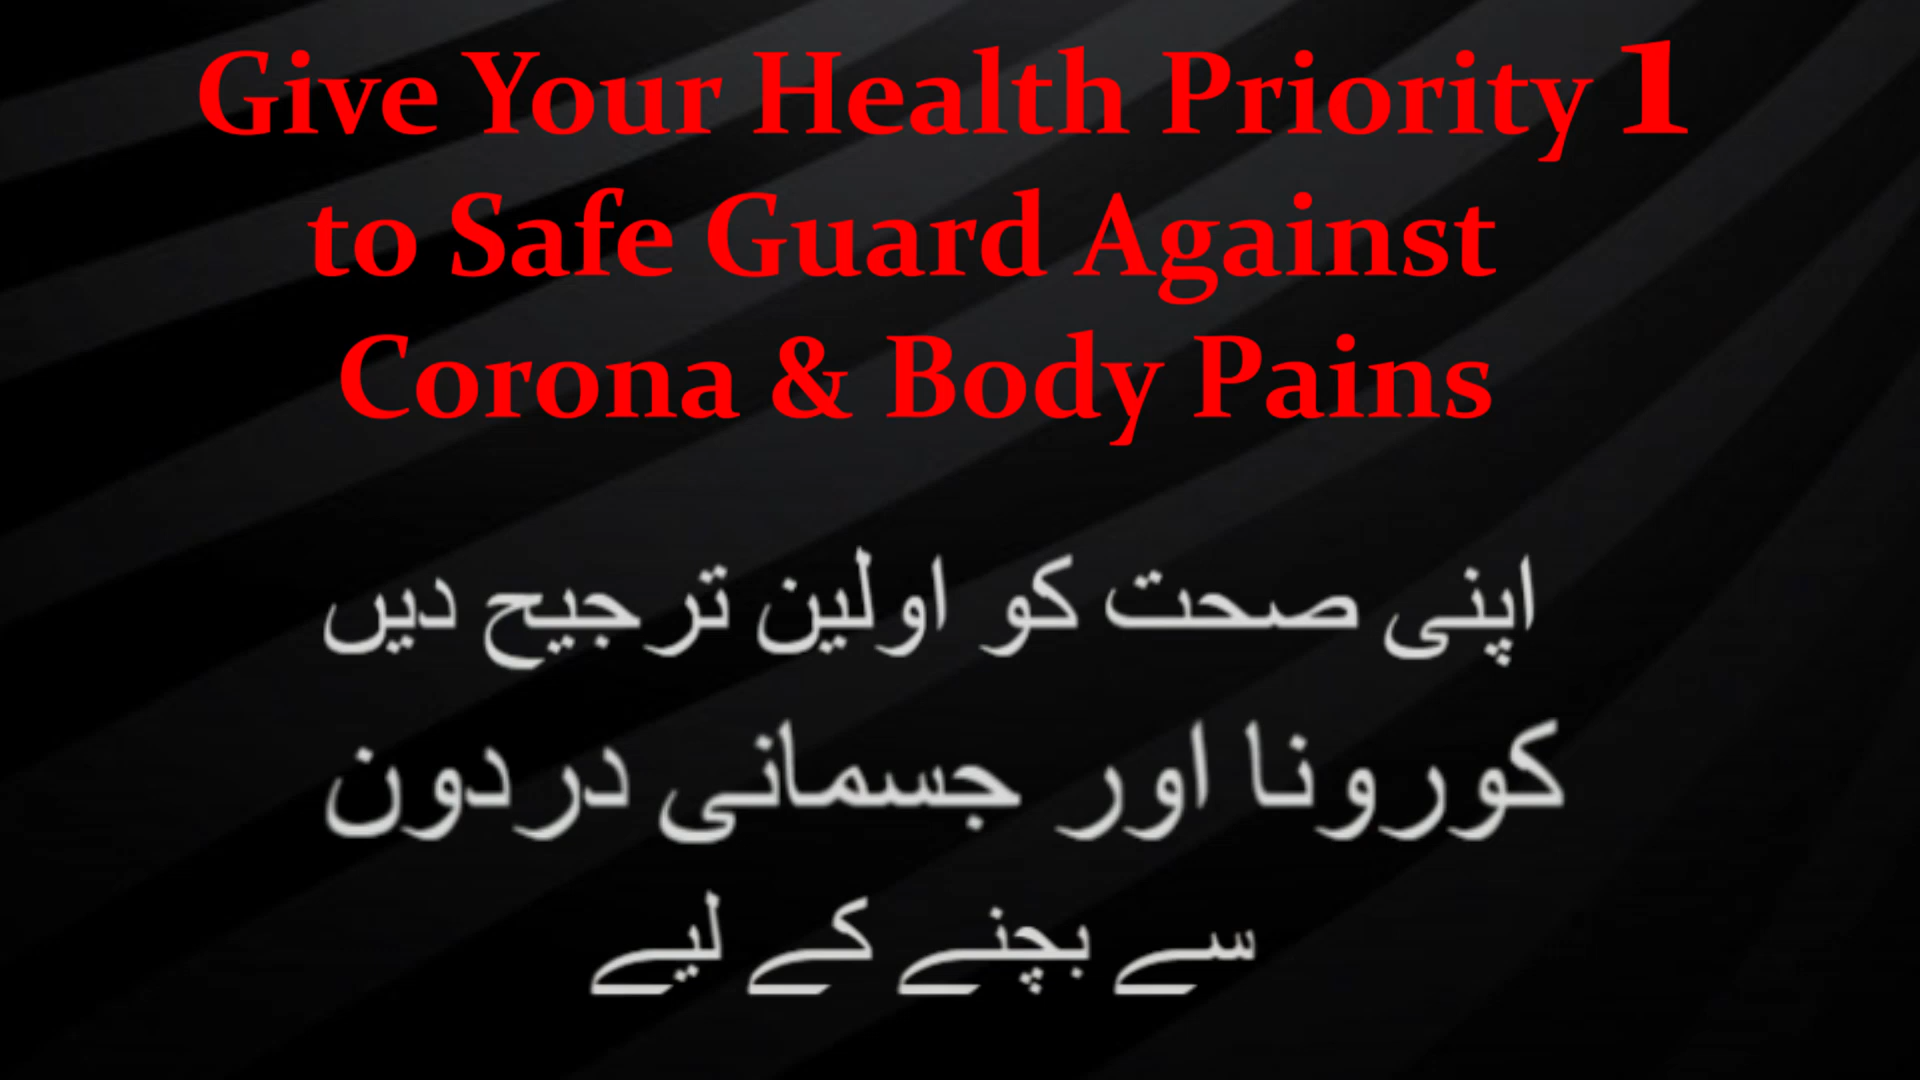 Give Your Health Priority 1
to Safe Guard Against
Corona & Body Pains
اپنی صحت کو اولین ترجیح دیں
کورونا اور جسمانی دردون
سے بچنے کے لیے